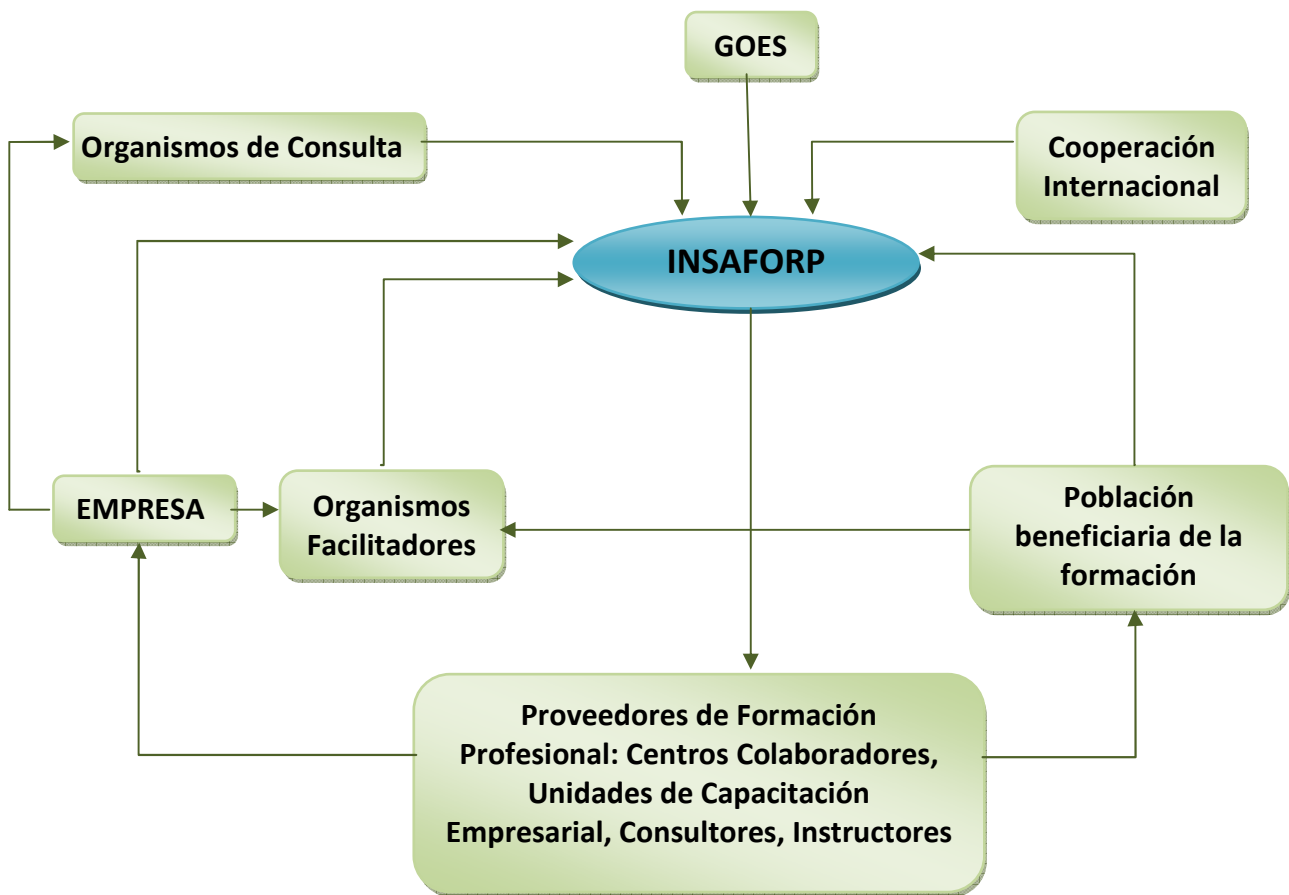 GOES
Organismos de Consulta
Cooperación
Internacional
INSAFORP
EMPRESA
Organismos
Facilitadores
Población
beneficiaria de la
formación
Proveedores de Formación
Profesional: Centros Colaboradores,
Unidades de Capacitación
Empresarial, Consultores, Instructores